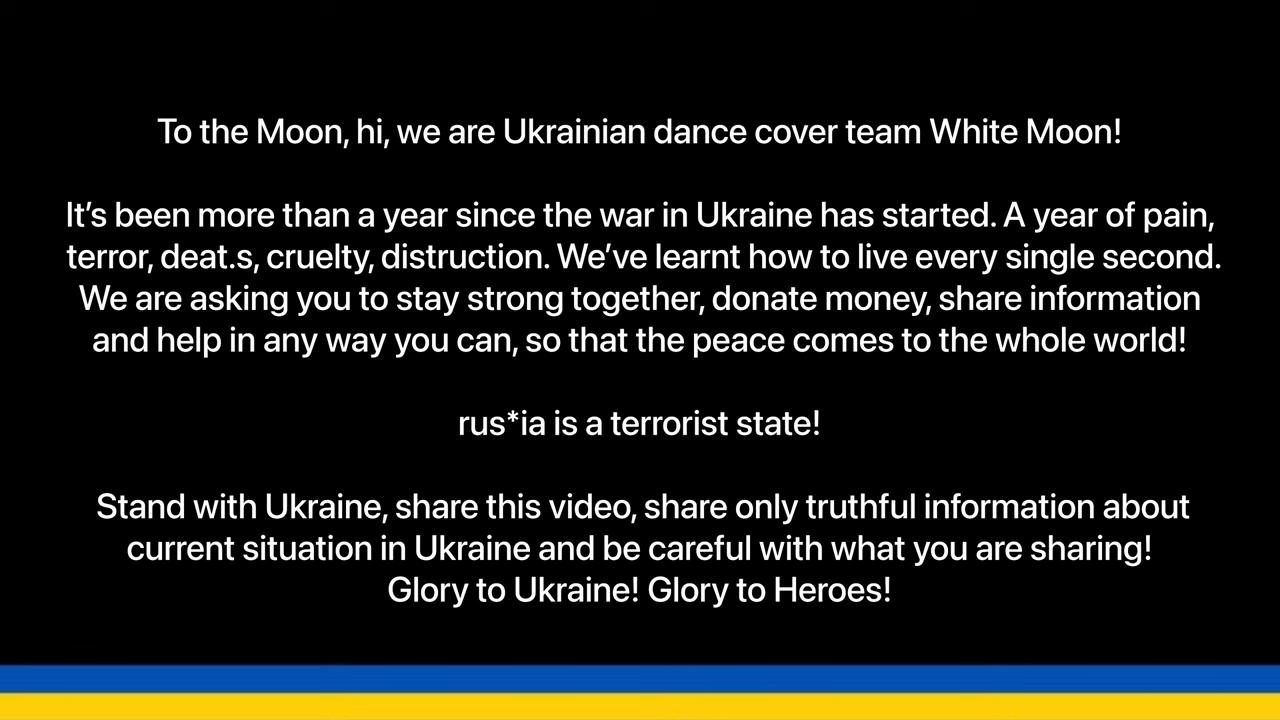 To the Moon, hi, we are Ukrainian dance cover team White Moon!
It’s been more than a year since the war in Ukraine has started. A year of pain,
terror, deat.s, cruelty, distruction. We’ve learnt how to live every single second.
We are asking you to stay strong together, donate money, share information
and help in any way you can, so that the peace comes to the whole world!
rus*ia is a terrorist state!
Stand with Ukraine, share this video, share only truthful information about
current situation in Ukraine and be careful with what you are sharing!
Glory to Ukraine! Glory to Heroes!